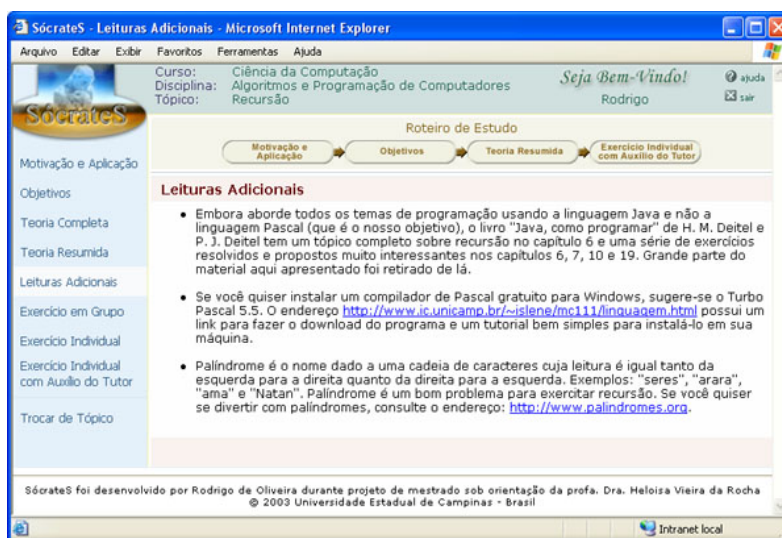 SócrateS - Leituras Adicionais - Microsoft Internet Explorer
Arquivo Editar Exibir Favoritos Ferramentas Ajuda
SócrateS
Curso: Ciência da Computação
Disciplina: Algoritmos e Programação de Computadores
Tópico: Recursão
Seja Bem-Vindo!
Rodrigo
ajuda
sair
Roteiro de Estudo
Motivação e
Aplicação
Objetivos
Teoria Resumida
Exercício Individual
com Auxílio do Tutor
Motivação e Aplicação
Objetivos
Teoria Completa
Teoria Resumida
Leituras Adicionais
Exercício em Grupo
Exercício Individual
Exercício Individual
com Auxílio do Tutor
Trocar de Tópico
Leituras Adicionais
• Embora aborde todos os temas de programação usando a linguagem Java e não a
linguagem Pascal (que é o nosso objetivo), o livro "Java, como programar" de H. M. Deitel e
P. J. Deitel tem um tópico completo sobre recursão no capítulo 6 e uma série de exercícios
resolvidos e propostos muito interessantes nos capítulos 6, 7, 10 e 19. Grande parte do
material aqui apresentado foi retirado de lá.
• Se você quiser instalar um compilador de Pascal gratuito para Windows, sugere-se o Turbo
Pascal 5.5. O endereço http://www.ic.unicamp.br/~islene/mc111/linguagem.html possui um
link para fazer o download do programa e um tutorial bem simples para instalá-lo em sua
máquina.
• Palíndrome é o nome dado a uma cadeia de caracteres cuja leitura é igual tanto da
esquerda para a direita quanto da direita para a esquerda. Exemplos: "seres", "arara",
"ama" e "Natan". Palíndrome é um bom problema para exercitar recursão. Se você quiser
se divertir com palíndromes, consulte o endereço: http://www.palindromes.org.
SócrateS foi desenvolvido por Rodrigo de Oliveira durante projeto de mestrado sob orientação da profa. Dra. Heloisa Vieira da Rocha
© 2003 Universidade Estadual de Campinas - Brasil
Intranet local